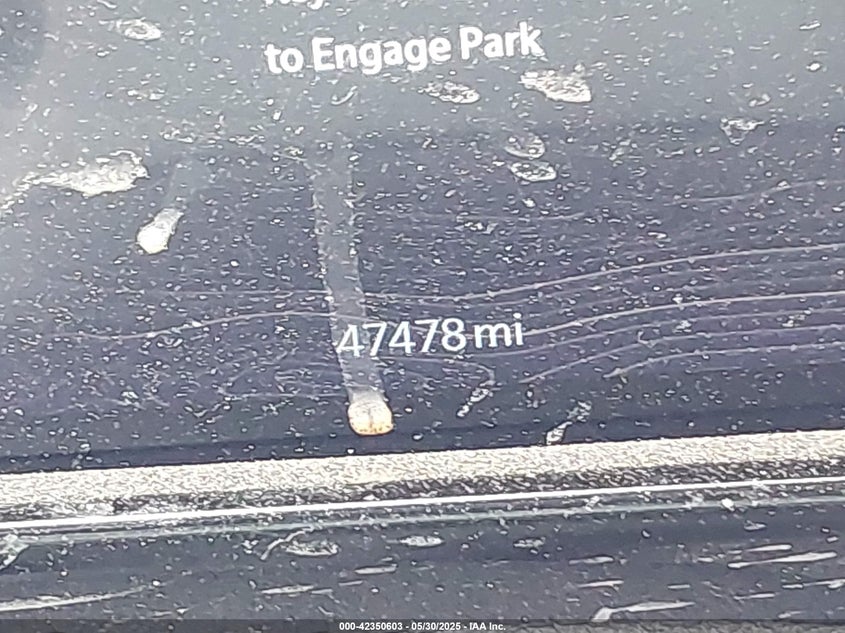 to Engage Park
47478 mi
000-42350603 - 05/30/2025 - IAA Inc.